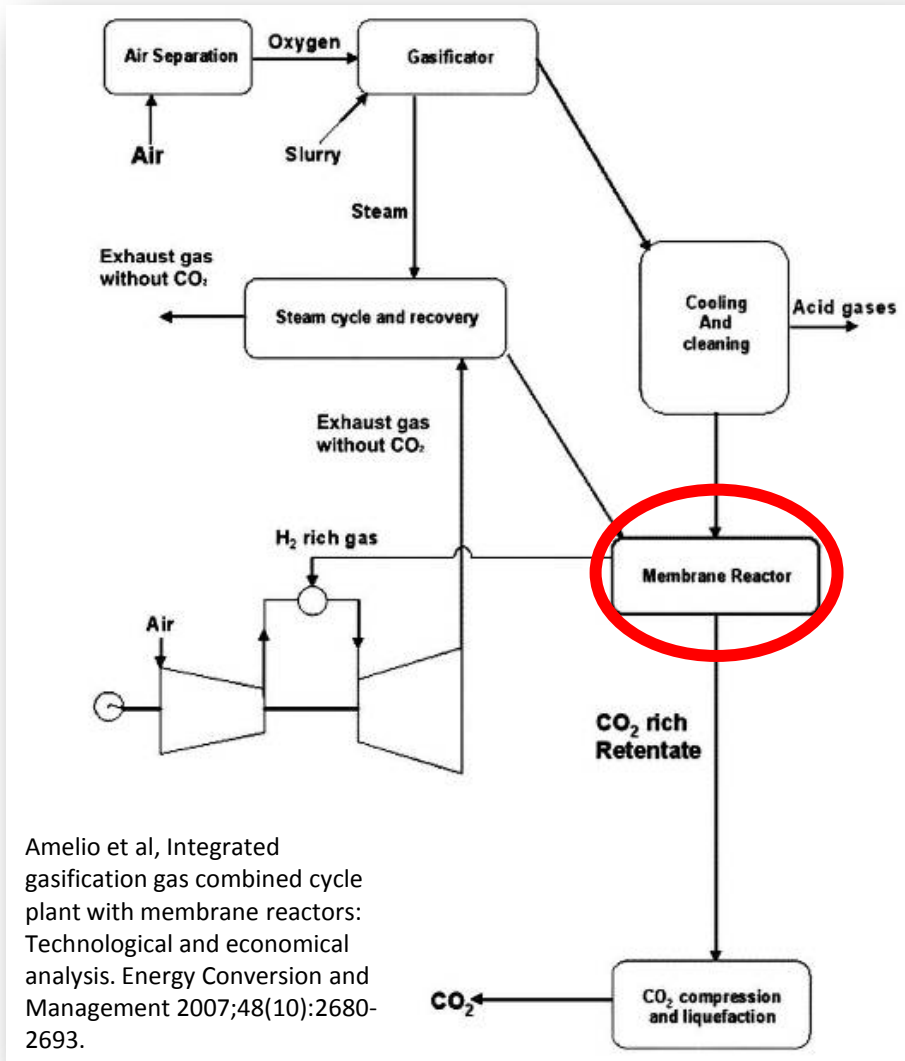 Oxygen
Air Separation
Gasificator
Air
Slurry
Steam
Exhaust gas
without CO₂
Steam cycle and recovery
Cooling
And
cleaning
Acid gases
Exhaust gas
without CO₂
H₂ rich gas
Membrane Reactor
Air
CO₂ rich
Retentate
Amelio et al, Integrated
gasification gas combined cycle
plant with membrane reactors:
Technological and economical
analysis. Energy Conversion and
Management 2007;48(10):2680-
2693.
CO₂
CO₂ compression
and liquefaction